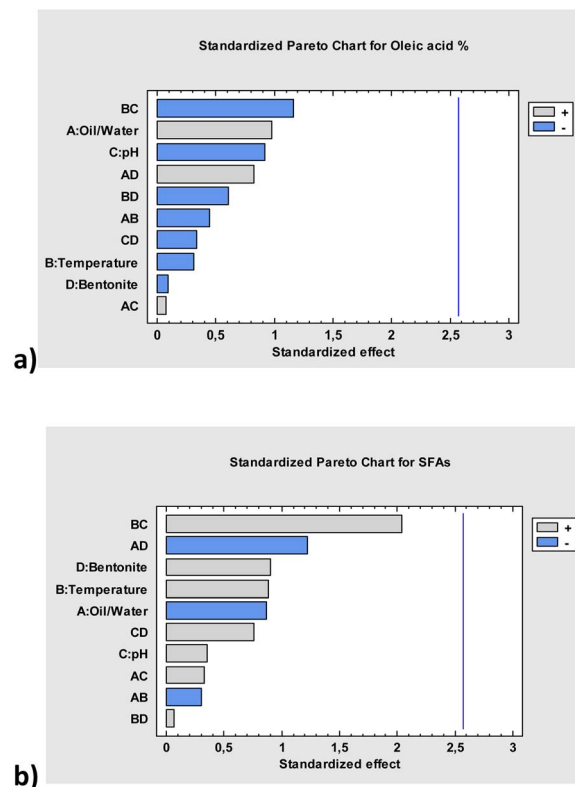 Standardized Pareto Chart for Oleic acid %
BC
A:Oil/Water
C:pH
AD
BD
AB
CD
B:Temperature
D:Bentonite
AC
0 0,5 1 1,5 2 2,5 3
Standardized effect
+
-
a)
Standardized Pareto Chart for SFAs
BC
AD
D:Bentonite
B:Temperature
A:Oil/Water
CD
C:pH
AC
AB
BD
0 0,5 1 1,5 2 2,5 3
Standardized effect
+
-
b)